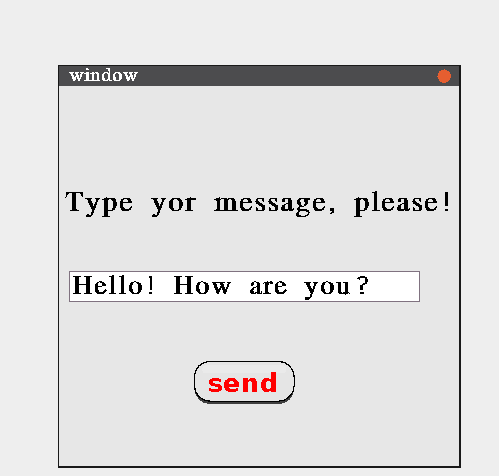 window
Type yor message, please!
Hello! How are you?
send